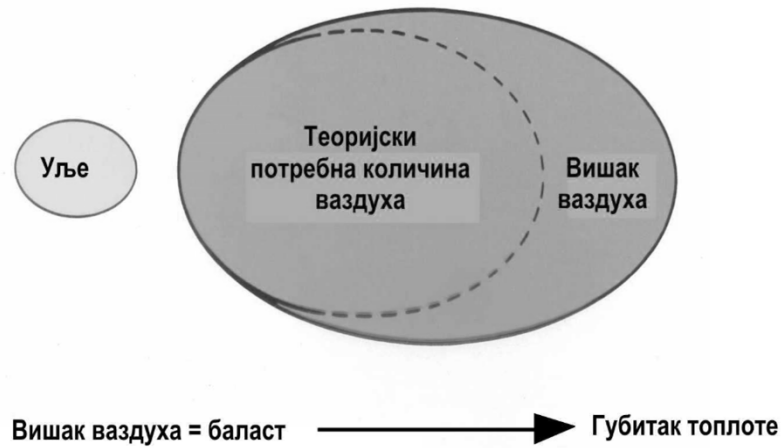 Уље
Теоријски
потребна количина
ваздуха
Вишак
ваздуха
Вишак ваздуха = баласт
Губитак топлоте